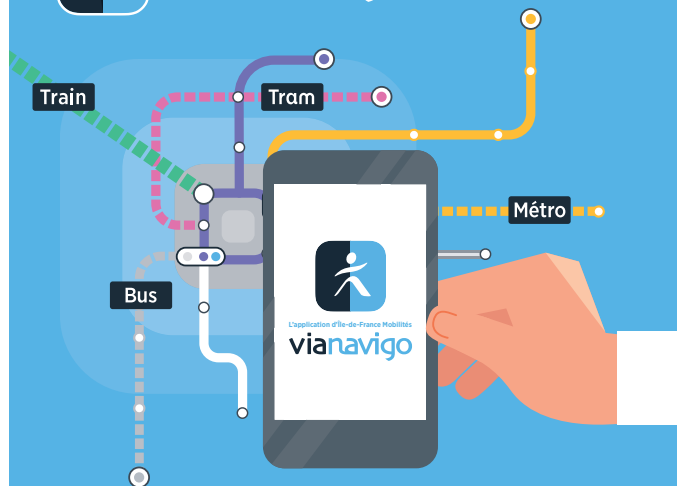 Train
Tram
Métro
Bus
L'application d'Île-de-France Mobilités
vianavigo